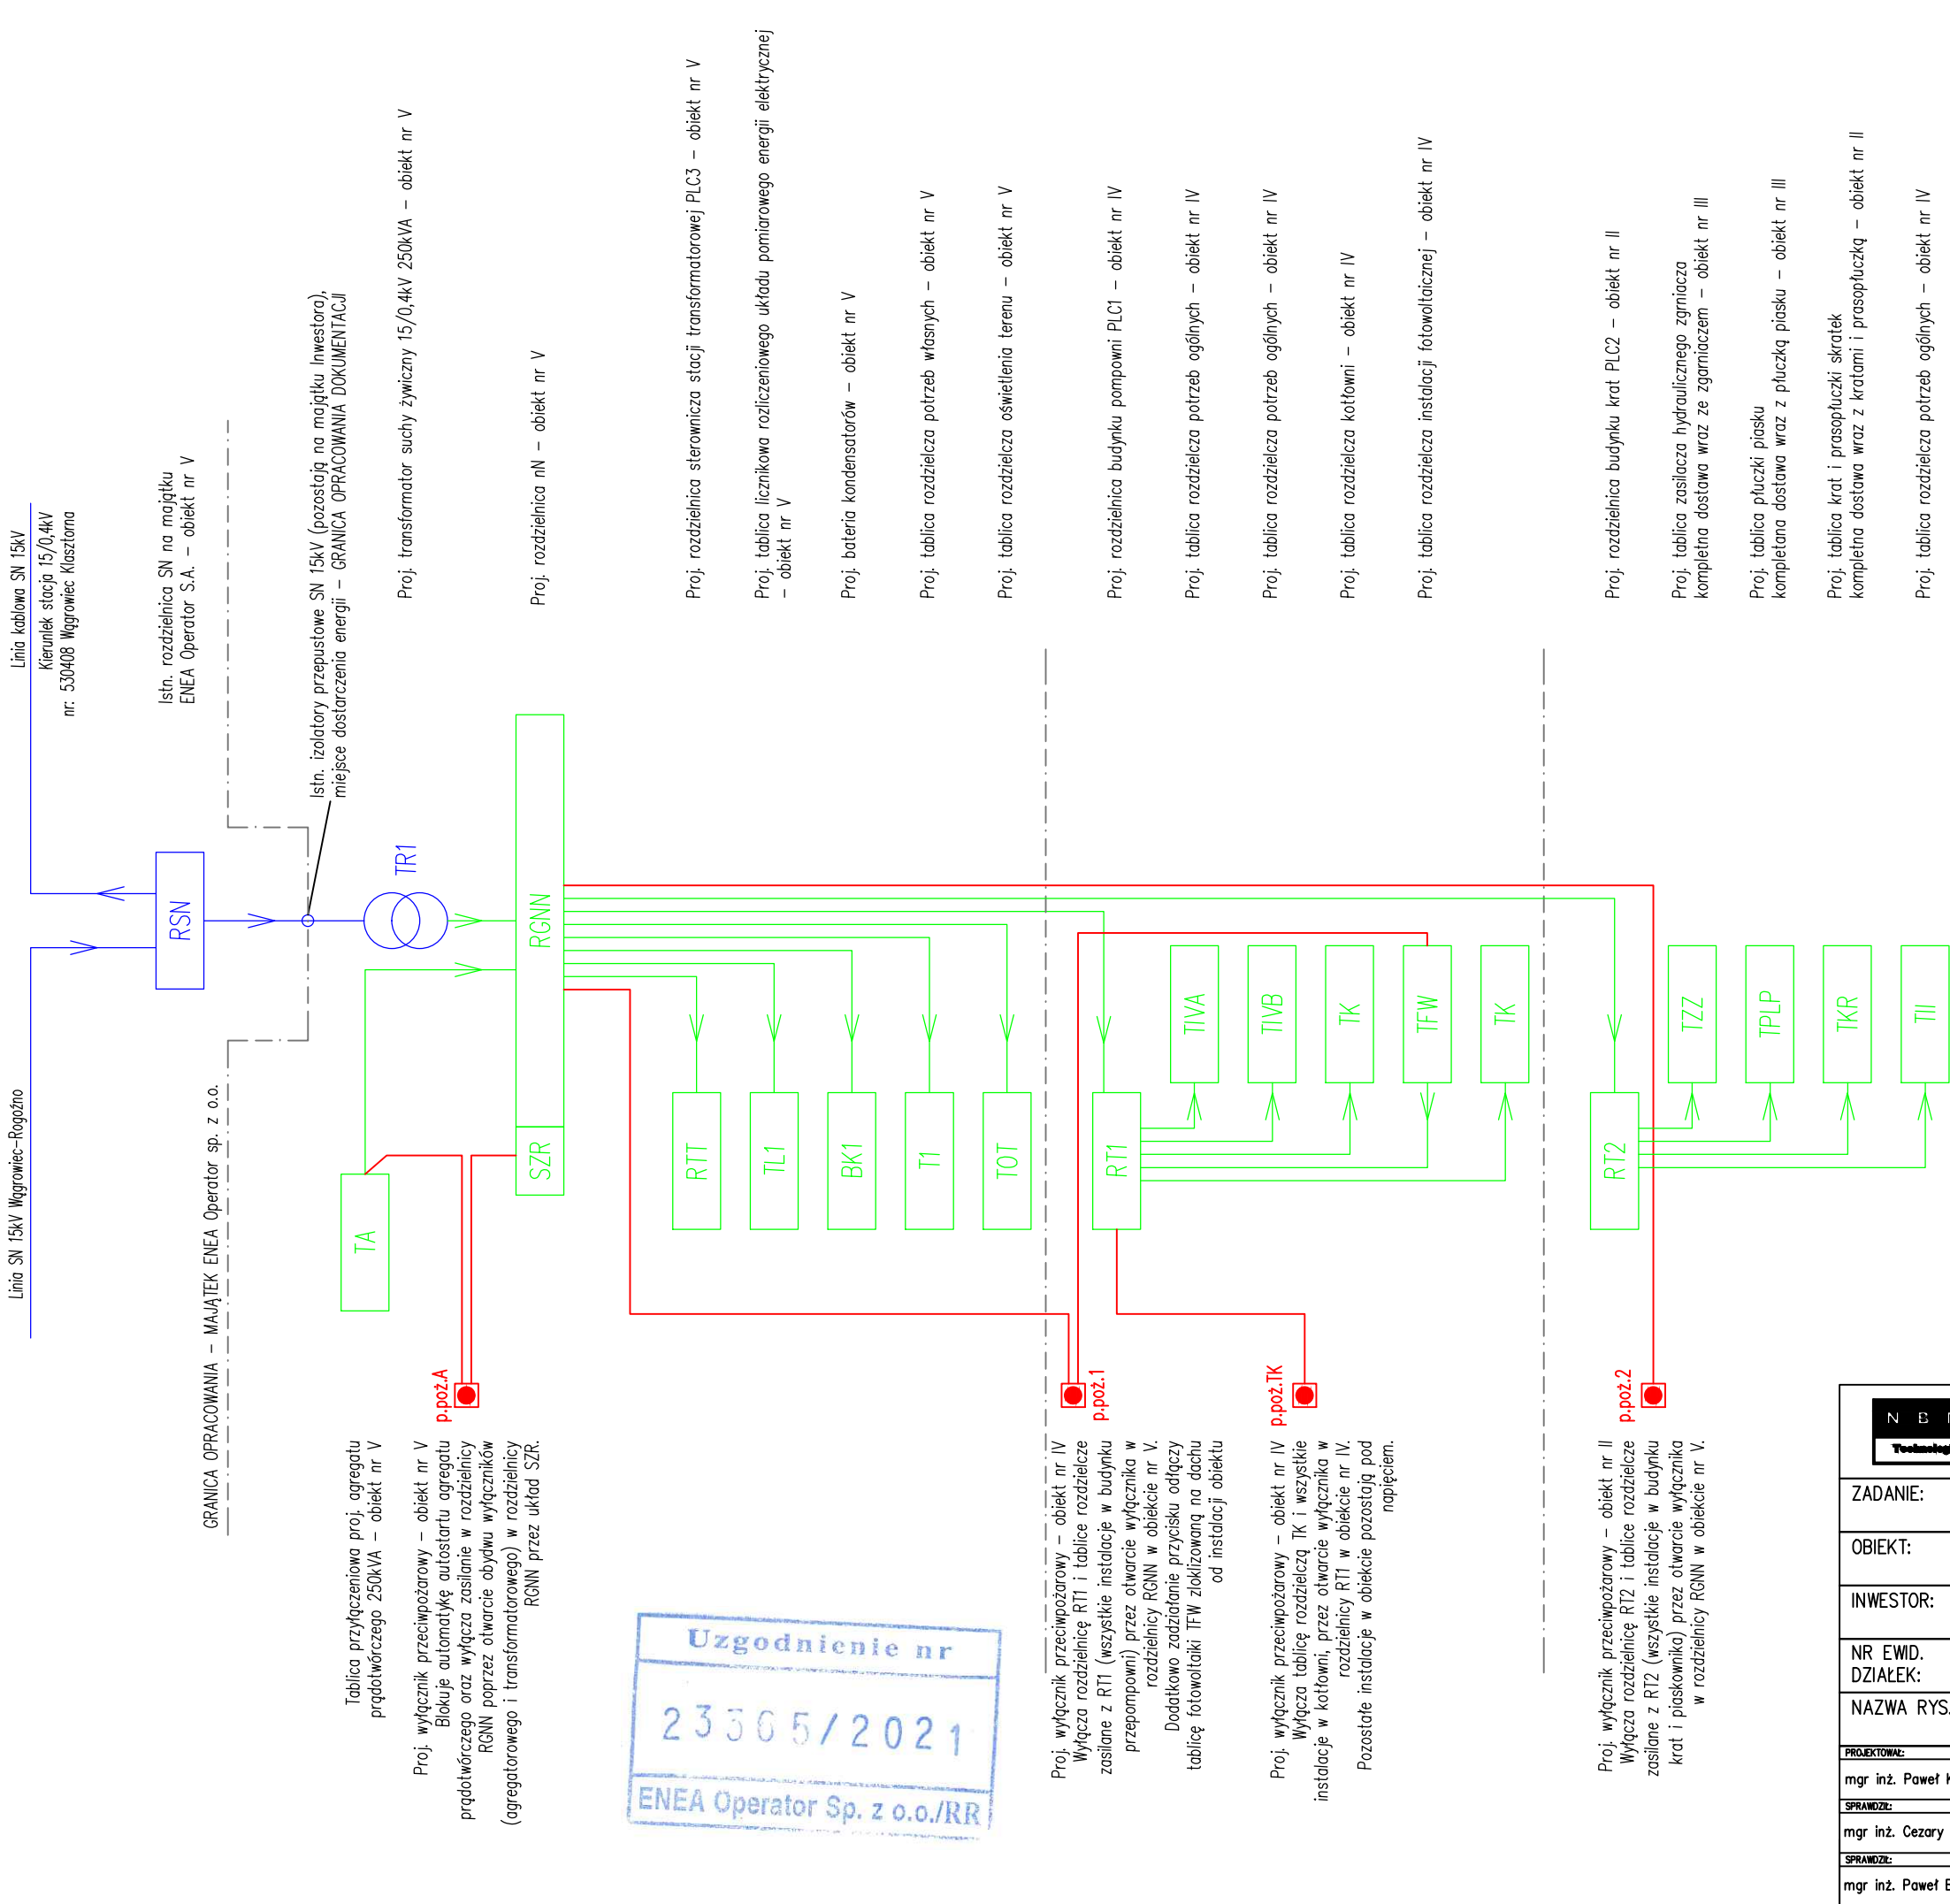 Linia kablowa SN 15kV
Kierunlek stacja 15/0,4kV
nr: 530408 Wągrowiec Klasztorna
Linia SN 15kV Wągrowiec-Rogoźno
Istn. rozdzielnica SN na majątku
ENEA Operator S.A. – obiekt nr V
GRANICA OPRACOWANIA – MAJĄTEK ENEA Operator sp. z o.o.
Istn. izolatory przepustowe SN 15kV (pozostają na majątku Inwestora),
miejsce dostarczenia energii – GRANICA OPRACOWANIA DOKUMENTACJI
Proj. transformator suchy żywiczny 15/0,4kV 250kVA – obiekt nr V
Proj. rozdzielnica nN – obiekt nr V
Proj. rozdzielnica sterownicza stacji transformatorowej PLC3 – obiekt nr V
Proj. tablica licznikowa rozliczeniowego układu pomiarowego energii elektrycznej
– obiekt nr V
Proj. bateria kondensatorów – obiekt nr V
Proj. tablica rozdzielcza potrzeb własnych – obiekt nr V
Proj. tablica rozdzielcza oświetlenia terenu – obiekt nr V
Proj. rozdzielnica budynku pompowni PLC1 – obiekt nr IV
Proj. tablica rozdzielcza potrzeb ogólnych – obiekt nr IV
Proj. tablica rozdzielcza potrzeb ogólnych – obiekt nr IV
Proj. tablica rozdzielcza kotłowni – obiekt nr IV
Proj. tablica rozdzielcza instalacji fotowoltaicznej – obiekt nr IV
Proj. rozdzielnica budynku krat PLC2 – obiekt nr II
Proj. tablica zasilacza hydraulicznego zgrniacza
kompletna dostawa wraz ze zgarniaczem – obiekt nr III
Proj. tablica płuczki piasku
kompletana dostawa wraz z płuczką piasku – obiekt nr III
Proj. tablica krat i prasopłuczki skratek
kompletna dostawa wraz z kratami i prasopłuczką – obiekt nr II
Proj. tablica rozdzielcza potrzeb ogólnych – obiekt nr IV
RSN
TR1
RGNN
SZR
TA
RTT
TL1
BK1
T1
TOT
RT1
TIVA
TIVB
TK
TFW
TK
RT2
TZZ
TPLP
TKR
TII
p.poż.A
p.poż.1
p.poż.TK
p.poż.2
Tablica przyłączeniowa proj. agregatu
prądotwórczego 250kVA – obiekt nr V
Proj. wyłącznik przeciwpożarowy – obiekt nr V
Blokuje automatykę autostartu agregatu
prądotwórczego oraz wyłącza zasilanie w rozdzielnicy
RGNN poprzez otwarcie obydwu wyłączników
(agregatorowego i transformatorowego) w rozdzielnicy
RGNN przez układ SZR.
Proj. wyłącznik przeciwpożarowy – obiekt nr IV
Wyłącza rozdzielnicę RT1 i tablice rozdzielcze
zasilane z RT1 (wszystkie instalacje w budynku
przepompowni) przez otwarcie wyłącznika w
rozdzielnicy RGNN w obiekcie nr V.
Dodatkowo zadziałanie przycisku odłączy
tablicę fotowoltaiki TFW zloklizowaną na dachu
od instalacji obiektu
Proj. wyłącznik przeciwpożarowy – obiekt nr IV
Wyłącza tablicę rozdzielczą TK i wszystkie
instalacje w kotłowni, przez otwarcie wyłącznika w
rozdzielnicy RT1 w obiekcie nr IV.
Pozostałe instalacje w obiekcie pozostają pod
napięciem.
Proj. wyłącznik przeciwpożarowy – obiekt nr II
Wyłącza rozdzielnicę RT2 i tablice rozdzielcze
zasilane z RT2 (wszystkie instalacje w budynku
krat i piaskownika) przez otwarcie wyłącznika
w rozdzielnicy RGNN w obiekcie nr V.
Uzgodnienie nr
23365/2021
ENEA Operator Sp. z o.o./RR
N B
ZADANIE:
OBIEKT:
INWESTOR:
NR EWID.
DZIAŁEK:
NAZWA RYS.
PROJEKTOWAŁ:
mgr inż. Paweł
SPRAWDZIŁ:
mgr inż. Cezary
SPRAWDZIŁ:
mgr inż. Paweł